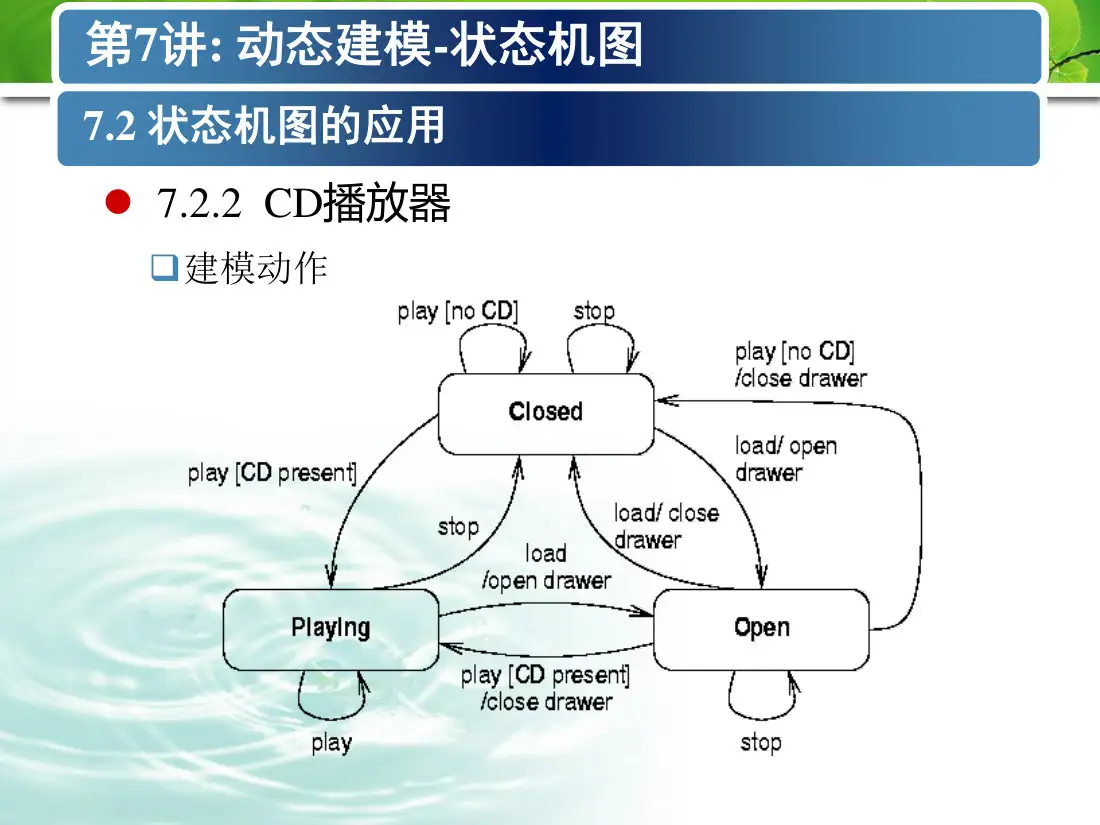 第7讲: 动态建模-状态机图
7.2 状态机图的应用
7.2.2 CD播放器
建模动作
play [no CD]
stop
play [no CD]
/close drawer
Closed
load/ open
drawer
play [CD present]
stop
load/ close
drawer
load
/open drawer
Playing
Open
play [CD present]
/close drawer
play
stop